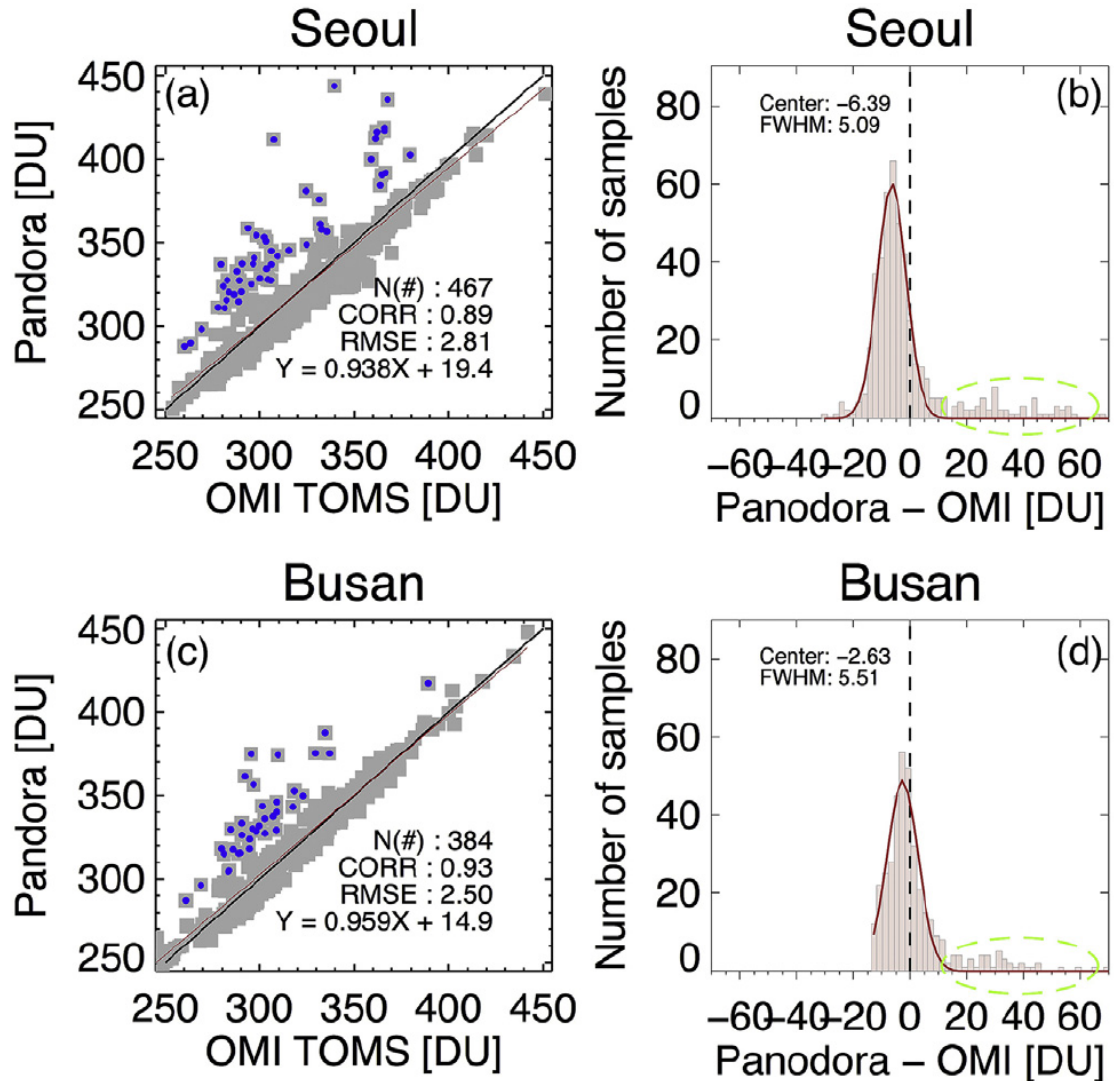 Seoul
(a)
450
400
350
300
250
Pandora [DU]
N(#) : 467
CORR : 0.89
RMSE : 2.81
Y = 0.938X + 19.4
250 300 350 400 450
OMI TOMS [DU]
Seoul
(b)
Center: -6.39
FWHM: 5.09
80
60
40
20
0
Number of samples
-60 -40 -20 0 20 40 60
Panodora - OMI [DU]
Busan
(c)
450
400
350
300
250
Pandora [DU]
N(#) : 384
CORR : 0.93
RMSE : 2.50
Y = 0.959X + 14.9
250 300 350 400 450
OMI TOMS [DU]
Busan
(d)
Center: -2.63
FWHM: 5.51
80
60
40
20
0
Number of samples
-60 -40 -20 0 20 40 60
Panodora - OMI [DU]